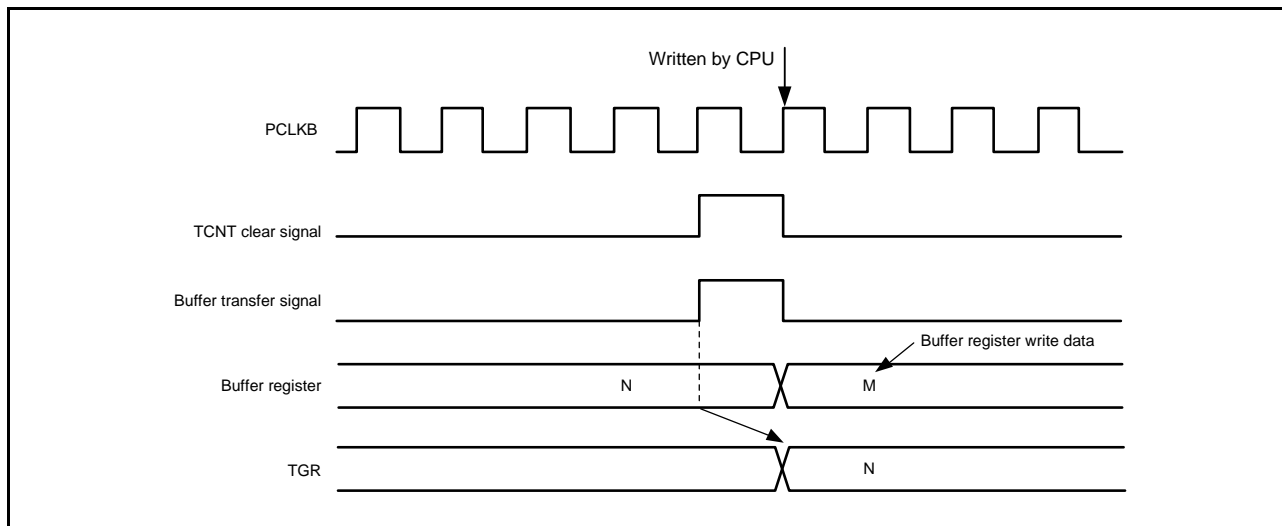 Written by CPU
PCLKB
TCNT clear signal
Buffer transfer signal
Buffer register write data
Buffer register
N
M
TGR
N